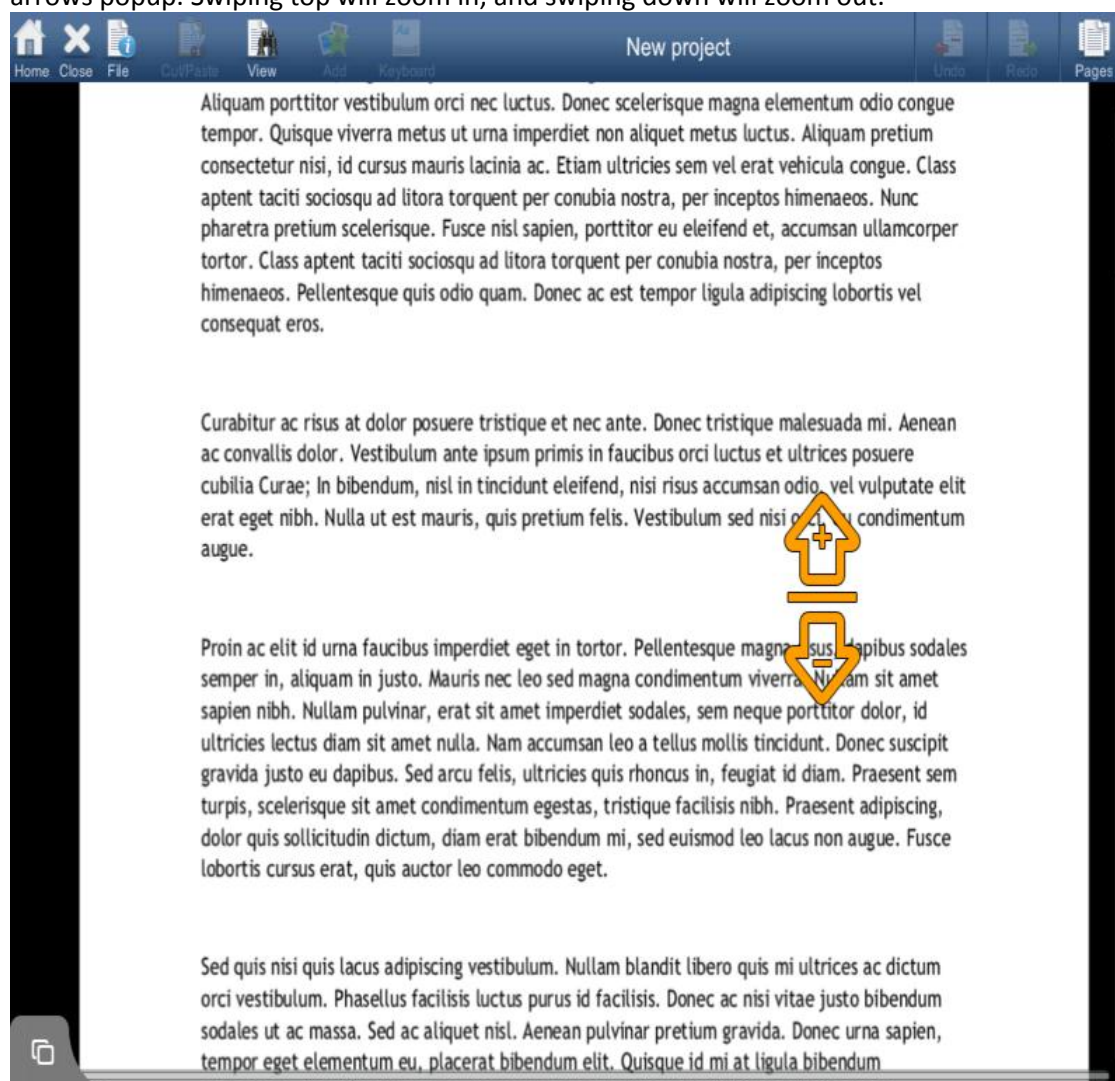 arrows popup. Swiping top will zoom in, and swiping down will zoom out.
New project
Home Close File Cut/Paste View Add Keyboard Undo Redo Pages
Aliquam porttitor vestibulum orci nec luctus. Donec scelerisque magna elementum odio congue
tempor. Quisque viverra metus ut urna imperdiet non aliquet metus luctus. Aliquam pretium
consectetur nisi, id cursus mauris lacinia ac. Etiam ultricies sem vel erat vehicula congue. Class
aptent taciti sociosqu ad litora torquent per conubia nostra, per inceptos himenaeos. Nunc
pharetra pretium scelerisque. Fusce nisl sapien, porttitor eu eleifend et, accumsan ullamcorper
tortor. Class aptent taciti sociosqu ad litora torquent per conubia nostra, per inceptos
himenaeos. Pellentesque quis odio quam. Donec ac est tempor ligula adipiscing lobortis vel
consequat eros.
Curabitur ac risus at dolor posuere tristique et nec ante. Donec tristique malesuada mi. Aenean
ac convallis dolor. Vestibulum ante ipsum primis in faucibus orci luctus et ultrices posuere
cubilia Curae; In bibendum, nisl in tincidunt eleifend, nisi risus accumsan odio, vel vulputate elit
erat eget nibh. Nulla ut est mauris, quis pretium felis. Vestibulum sed nisi condimentum
augue.
Proin ac elit id urna faucibus imperdiet eget in tortor. Pellentesque magna dapibus sodales
semper in, aliquam in justo. Mauris nec leo sed magna condimentum viverra. Nullam sit amet
sapien nibh. Nullam pulvinar, erat sit amet imperdiet sodales, sem neque porttitor dolor, id
ultricies lectus diam sit amet nulla. Nam accumsan leo a tellus mollis tincidunt. Donec suscipit
gravida justo eu dapibus. Sed arcu felis, ultricies quis rhoncus in, feugiat id diam. Praesent sem
turpis, scelerisque sit amet condimentum egestas, tristique facilisis nibh. Praesent adipiscing,
dolor quis sollicitudin dictum, diam erat bibendum mi, sed euismod leo lacus non augue. Fusce
lobortis cursus erat, quis auctor leo commodo eget.
Sed quis nisi quis lacus adipiscing vestibulum. Nullam blandit libero quis mi ultrices ac dictum
orci vestibulum. Phasellus facilisis luctus purus id facilisis. Donec ac nisi vitae justo bibendum
sodales ut ac massa. Sed ac aliquet nisl. Aenean pulvinar pretium gravida. Donec urna sapien,
tempor eget elementum eu, placerat bibendum elit. Quisque id mi at ligula bibendum